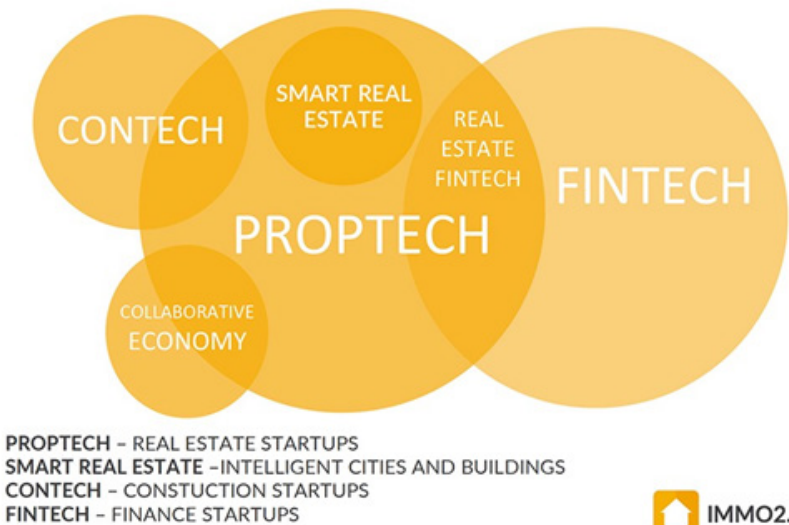 CONTECH
SMART REAL
ESTATE
REAL
ESTATE
FINTECH
FINTECH
PROPTECH
COLLABORATIVE
ECONOMY
PROPTECH – REAL ESTATE STARTUPS
SMART REAL ESTATE –INTELLIGENT CITIES AND BUILDINGS
CONTECH – CONSTUCTION STARTUPS
FINTECH – FINANCE STARTUPS
IMMO2.